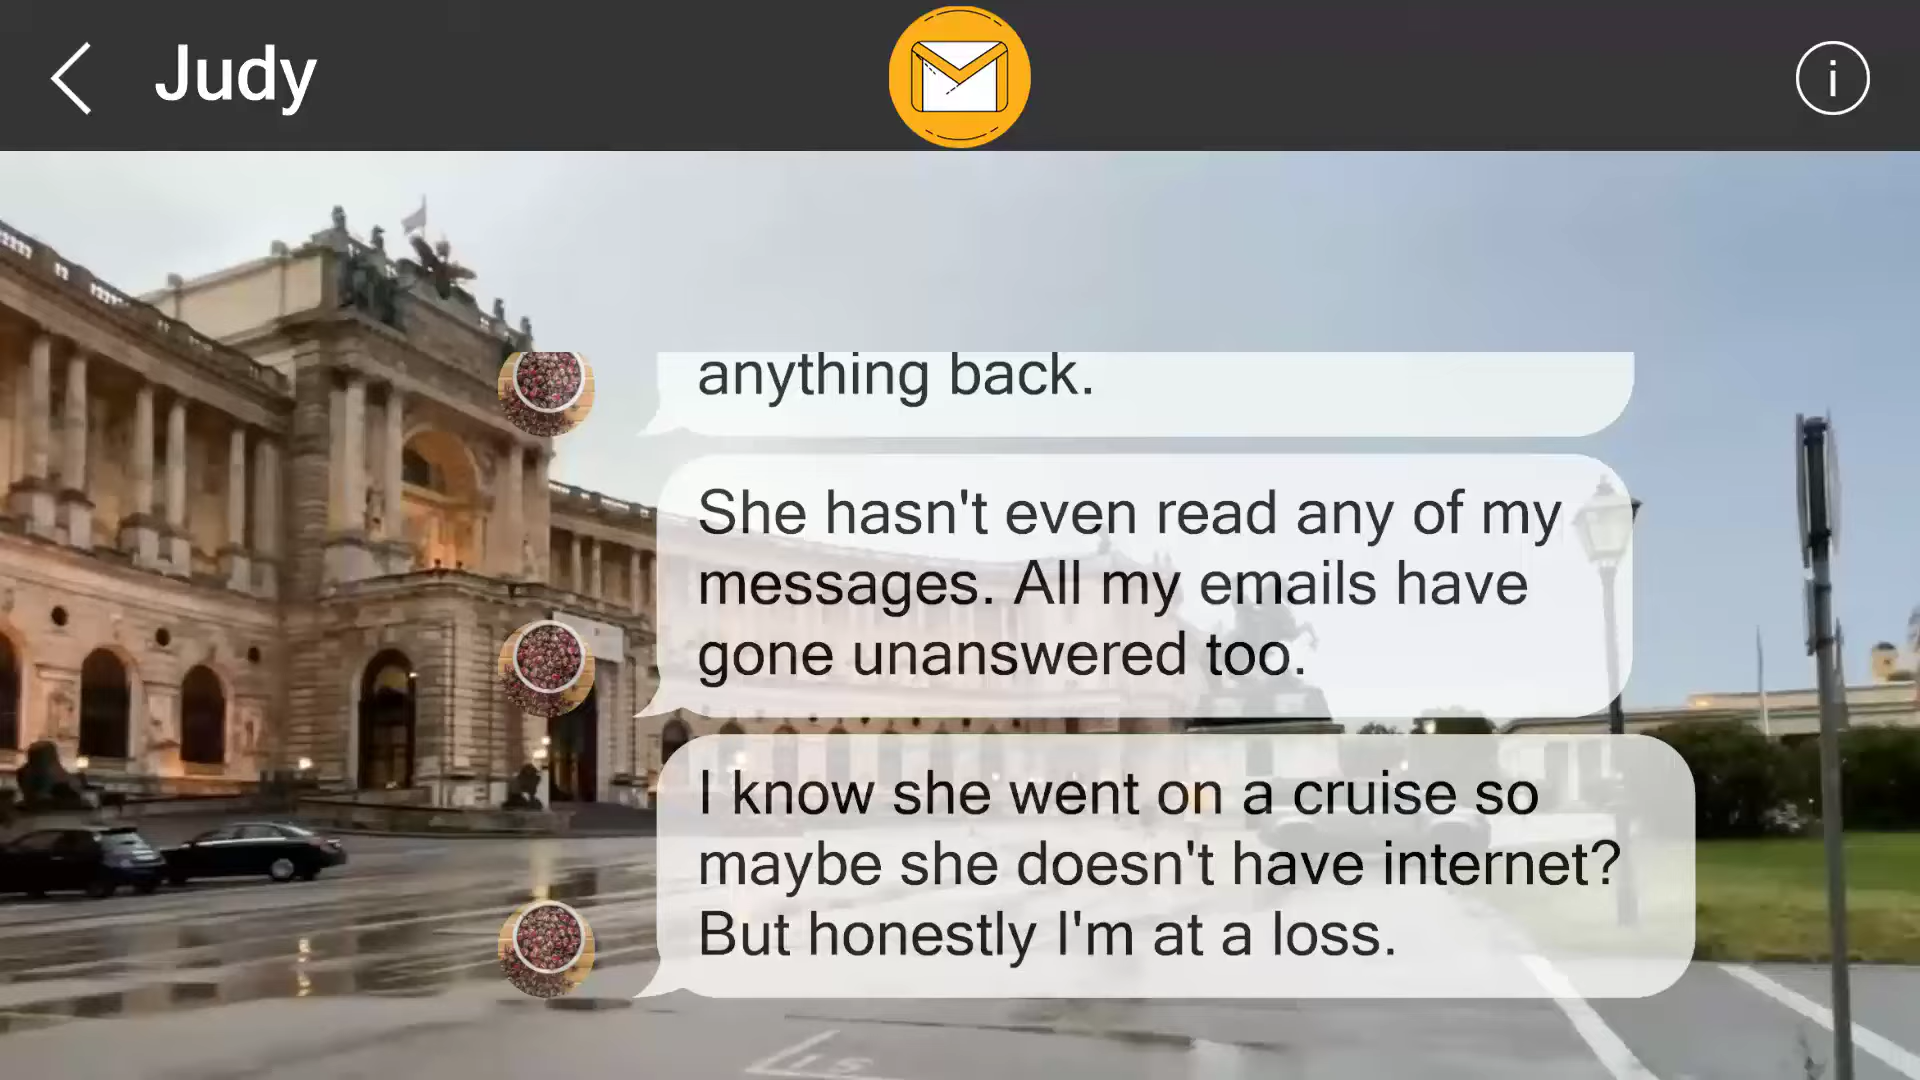 Judy
i
anything back.
She hasn't even read any of my
messages. All my emails have
gone unanswered too.
I know she went on a cruise so
maybe she doesn't have internet?
But honestly I'm at a loss.